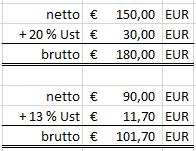 netto € 150,00 EUR
+ 20 % Ust € 30,00 EUR
brutto € 180,00 EUR
netto € 90,00 EUR
+ 13 % Ust € 11,70 EUR
brutto € 101,70 EUR